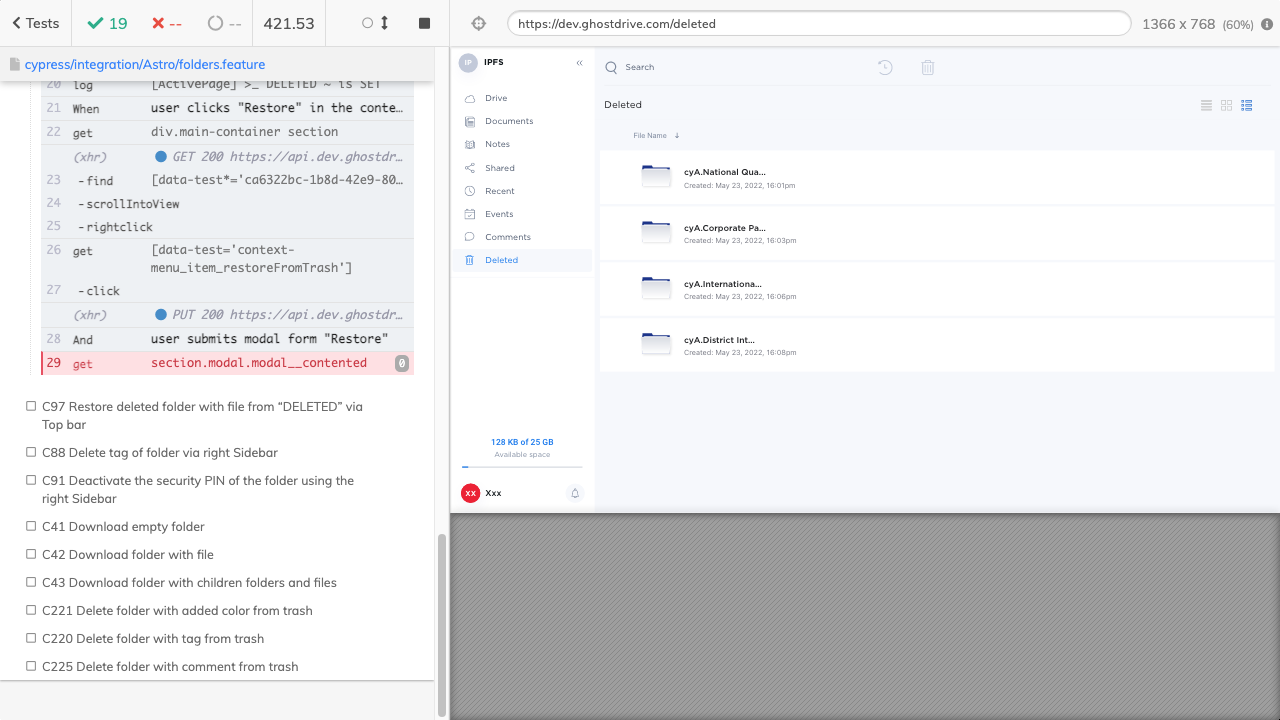 Tests
19
--
--
421.53
https://dev.ghostdrive.com/deleted
1366 x 768 (60%)
cypress/integration/Astro/folders.feature
20 log [ActivePage] >_ DELETED ~ is SET
21 When user clicks "Restore" in the conte…
22 get div.main-container section
(xhr) GET 200 https://api.dev.ghostdr…
23 -find [data-test*='ca6322bc-1b8d-42e9-80…
24 -scrollIntoView
25 -rightclick
26 get [data-test='context-
menu_item_restoreFromTrash']
27 -click
(xhr) PUT 200 https://api.dev.ghostdr…
28 And user submits modal form "Restore"
29 get section.modal.modal__contented 0
C97 Restore deleted folder with file from “DELETED” via
Top bar
C88 Delete tag of folder via right Sidebar
C91 Deactivate the security PIN of the folder using the
right Sidebar
C41 Download empty folder
C42 Download folder with file
C43 Download folder with children folders and files
C221 Delete folder with added color from trash
C220 Delete folder with tag from trash
C225 Delete folder with comment from trash
IP IPFS «
Drive
Documents
Notes
Shared
Recent
Events
Comments
Deleted
128 KB of 25 GB
Available space
XX Xxx
Search
Deleted
File Name ↓
cyA.National Qua...
Created: May 23, 2022, 16:01pm
cyA.Corporate Pa...
Created: May 23, 2022, 16:03pm
cyA.Internationa...
Created: May 23, 2022, 16:06pm
cyA.District Int...
Created: May 23, 2022, 16:08pm